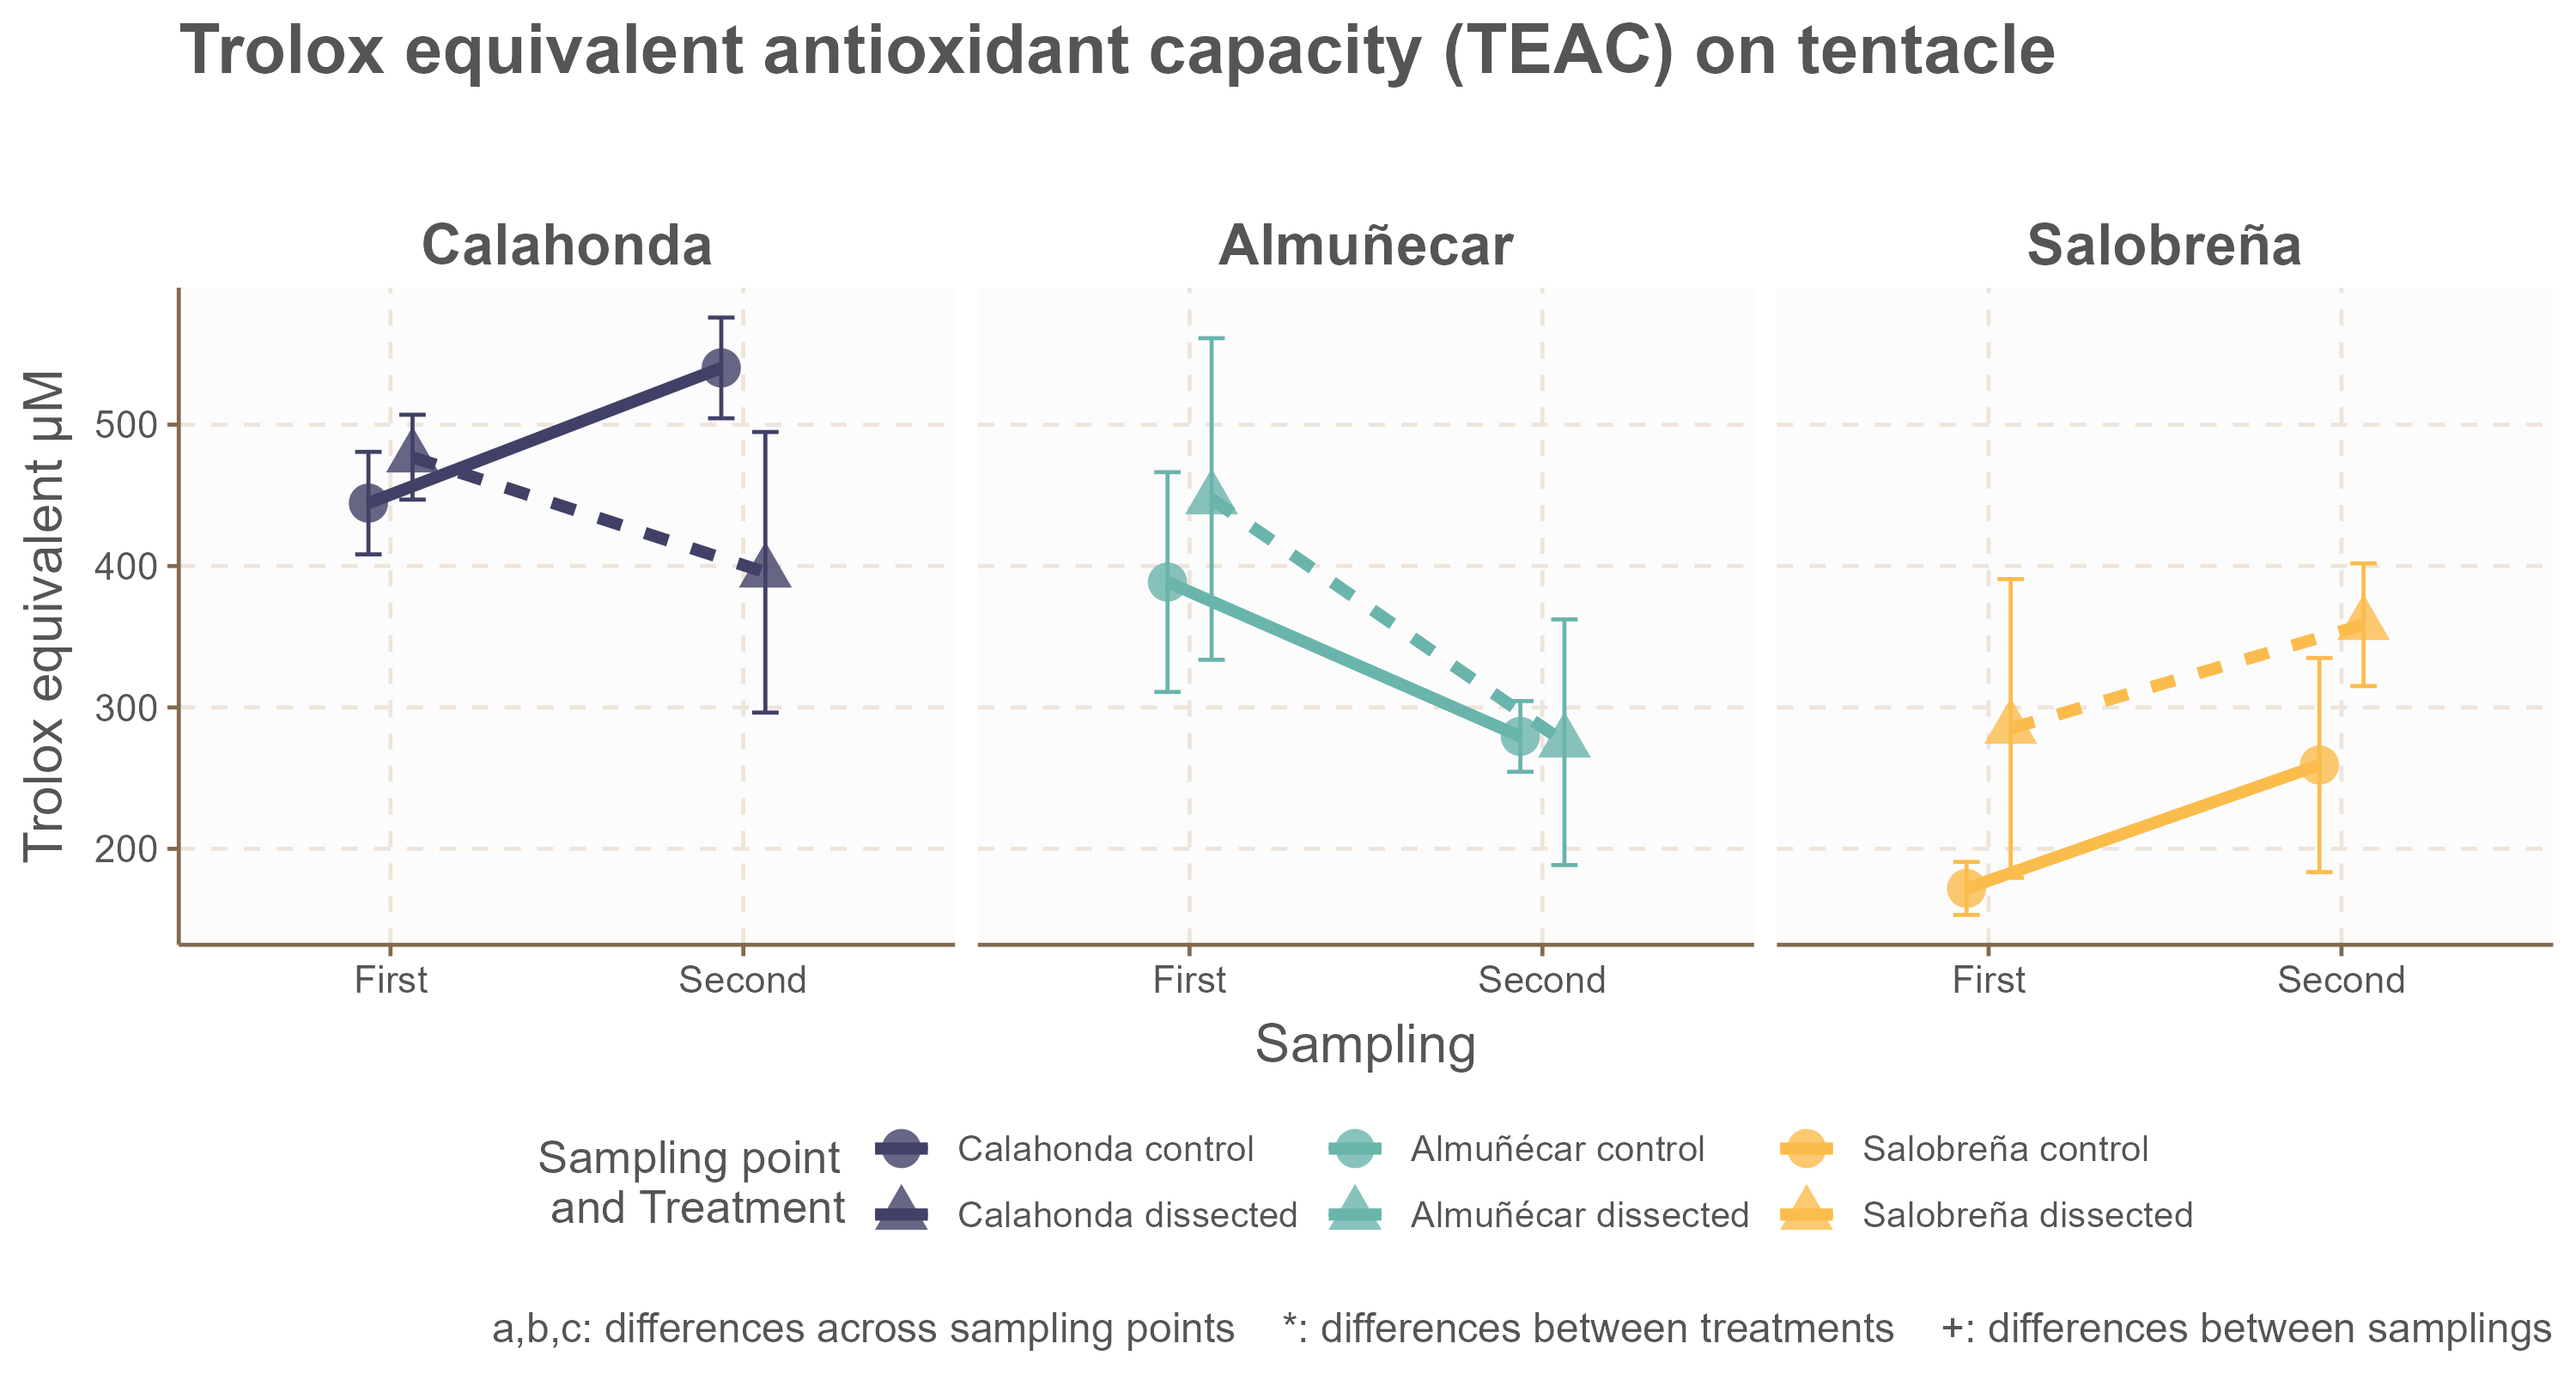 Trolox equivalent antioxidant capacity (TEAC) on tentacle
Calahonda
Almuñecar
Salobreña
Trolox equivalent µM
500
400
300
200
First
Second
First
Second
First
Second
Sampling
Sampling point
and Treatment
Calahonda control
Almuñécar control
Salobreña control
Calahonda dissected
Almuñécar dissected
Salobreña dissected
a,b,c: differences across sampling points    *: differences between treatments    +: differences between samplings